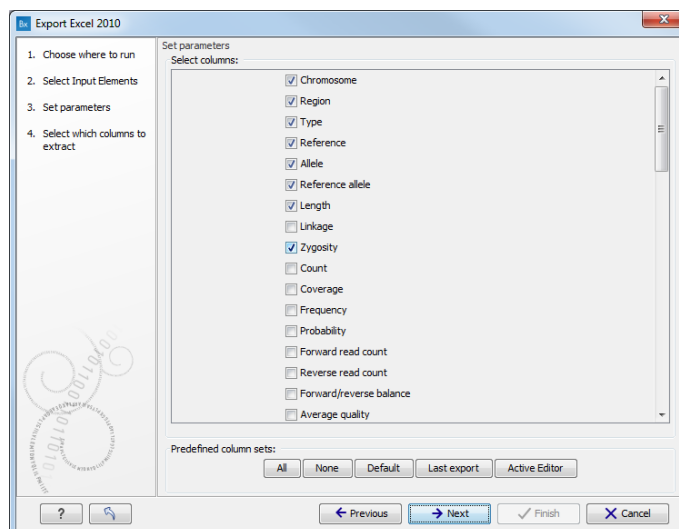 Bx Export Excel 2010
1. Choose where to run
2. Select Input Elements
3. Set parameters
4. Select which columns to
extract
Set parameters
Select columns:
Chromosome
Region
Type
Reference
Allele
Reference allele
Length
Linkage
Zygosity
Count
Coverage
Frequency
Probability
Forward read count
Reverse read count
Forward/reverse balance
Average quality
Predefined column sets:
All None Default Last export Active Editor
? Previous Next Finish Cancel